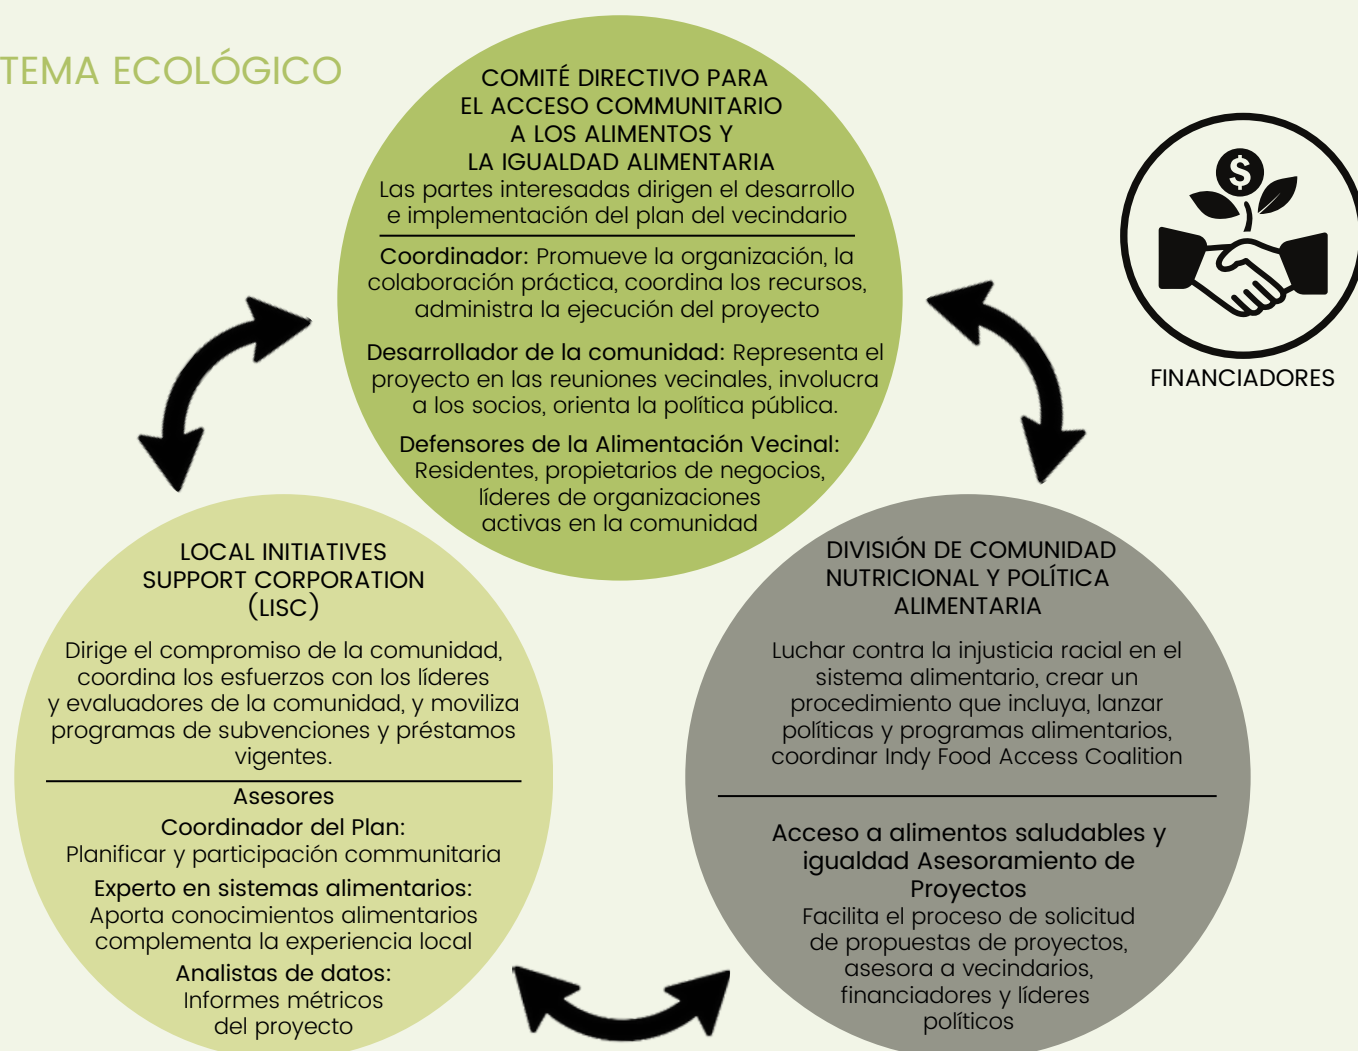 TEMA ECOLÓGICO
COMITÉ DIRECTIVO PARA
EL ACCESO COMMUNITARIO
A LOS ALIMENTOS Y
LA IGUALDAD ALIMENTARIA
Las partes interesadas dirigen el desarrollo
e implementación del plan del vecindario
Coordinador: Promueve la organización, la
colaboración práctica, coordina los recursos,
administra la ejecución del proyecto
Desarrollador de la comunidad: Representa el
proyecto en las reuniones vecinales, involucra
a los socios, orienta la política pública.
Defensores de la Alimentación Vecinal:
Residentes, propietarios de negocios,
líderes de organizaciones
activas en la comunidad
$
FINANCIADORES
LOCAL INITIATIVES
SUPPORT CORPORATION
(LISC)
Dirige el compromiso de la comunidad,
coordina los esfuerzos con los líderes
y evaluadores de la comunidad, y moviliza
programas de subvenciones y préstamos
vigentes.
Asesores
Coordinador del Plan:
Planificar y participación communitaria
Experto en sistemas alimentarios:
Aporta conocimientos alimentarios
complementa la experiencia local
Analistas de datos:
Informes métricos
del proyecto
DIVISIÓN DE COMUNIDAD
NUTRICIONAL Y POLÍTICA
ALIMENTARIA
Luchar contra la injusticia racial en el
sistema alimentario, crear un
procedimiento que incluya, lanzar
políticas y programas alimentarios,
coordinar Indy Food Access Coalition
Acceso a alimentos saludables y
igualdad Asesoramiento de
Proyectos
Facilita el proceso de solicitud
de propuestas de proyectos,
asesora a vecindarios,
financiadores y líderes
políticos